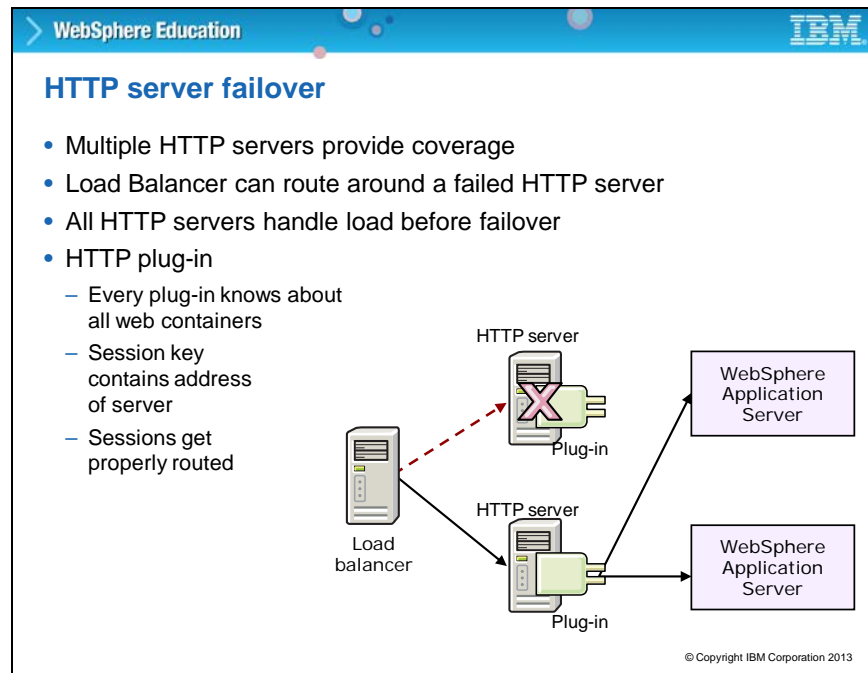 WebSphere Education
IBM
HTTP server failover
• Multiple HTTP servers provide coverage
• Load Balancer can route around a failed HTTP server
• All HTTP servers handle load before failover
• HTTP plug-in
– Every plug-in knows about
all web containers
– Session key
contains address
of server
– Sessions get
properly routed
HTTP server
Plug-in
WebSphere
Application
Server
Load
balancer
HTTP server
Plug-in
WebSphere
Application
Server
© Copyright IBM Corporation 2013